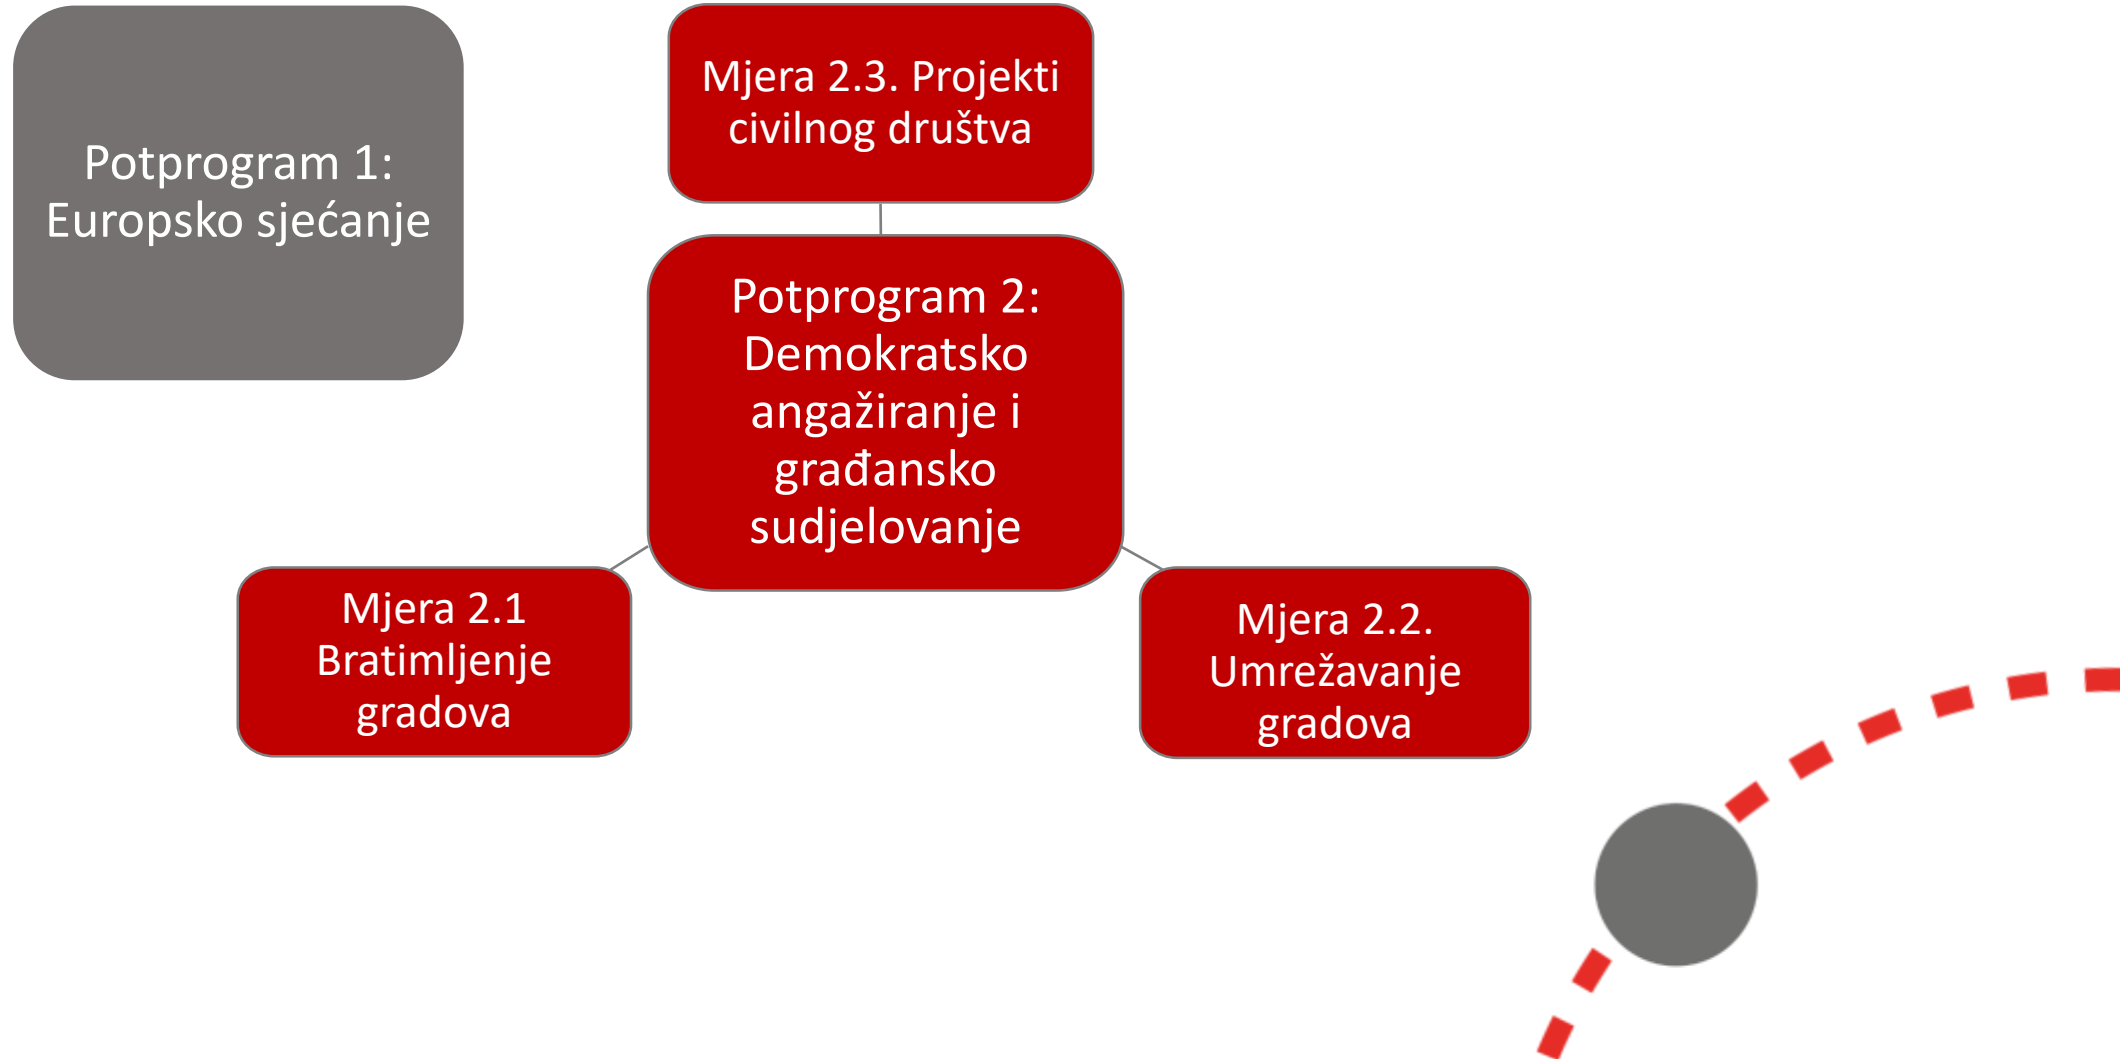 Potprogram 1:
Europsko sjećanje
Mjera 2.3. Projekti
civilnog društva
Potprogram 2:
Demokratsko
angažiranje i
građansko
sudjelovanje
Mjera 2.1
Bratimljenje
gradova
Mjera 2.2.
Umrežavanje
gradova